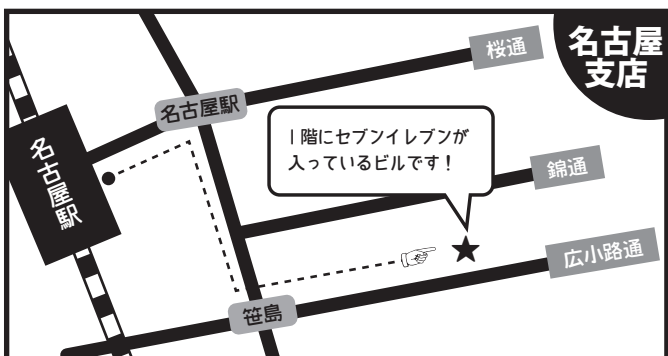 名古屋
支店
桜通
名古屋駅
1階にセブンイレブンが
入っているビルです！
名古屋駅
錦通
広小路通
笹島